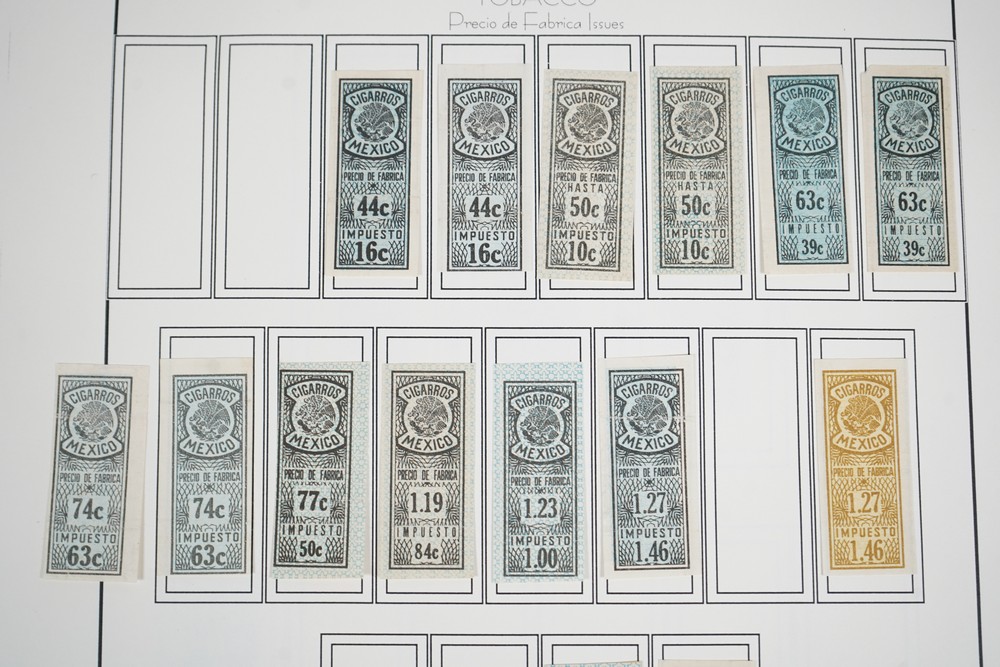 TOBACCO
Precio de Fabrica Issues
CIGARROS
MEXICO
PRECIO DE FABRICA
44c
IMPUESTO
16c
CIGARROS
MEXICO
PRECIO DE FABRICA
44c
IMPUESTO
16c
CIGARROS
MEXICO
PRECIO DE FABRICA
HASTA
50c
IMPUESTO
10c
CIGARROS
MEXICO
PRECIO DE FABRICA
HASTA
50c
IMPUESTO
10c
CIGARROS
MEXICO
PRECIO DE FABRICA
63c
IMPUESTO
39c
CIGARROS
MEXICO
PRECIO DE FABRICA
63c
IMPUESTO
39c
CIGARROS
MEXICO
PRECIO DE FABRICA
74c
IMPUESTO
63c
CIGARROS
MEXICO
PRECIO DE FABRICA
74c
IMPUESTO
63c
CIGARROS
MEXICO
PRECIO DE FABRICA
77c
IMPUESTO
50c
CIGARROS
MEXICO
PRECIO DE FABRICA
1.19
IMPUESTO
84c
CIGARROS
MEXICO
PRECIO DE FABRICA
1.23
IMPUESTO
1.00
CIGARROS
MEXICO
PRECIO DE FABRICA
1.27
IMPUESTO
1.46
CIGARROS
MEXICO
PRECIO DE FABRICA
1.27
IMPUESTO
1.46